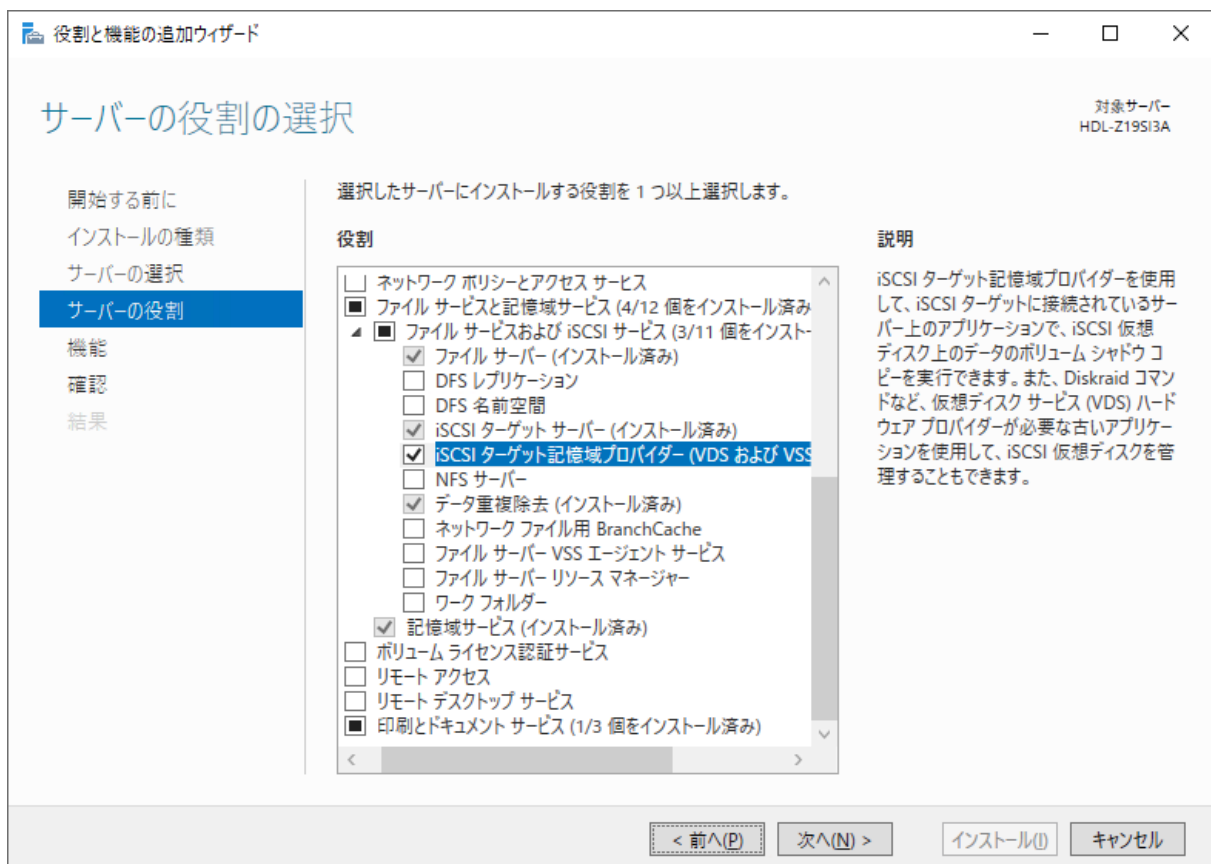 役割と機能の追加ウィザード
サーバーの役割の選択
対象サーバー
HDL-Z19SI3A
開始する前に
インストールの種類
サーバーの選択
サーバーの役割
機能
確認
結果
選択したサーバーにインストールする役割を 1 つ以上選択します。
役割
ネットワーク ポリシーとアクセス サービス
ファイル サービスと記憶域サービス (4/12 個をインストール済み
ファイル サービスおよび iSCSI サービス (3/11 個をインスト-
ファイル サーバー (インストール済み)
DFS レプリケーション
DFS 名前空間
iSCSI ターゲット サーバー (インストール済み)
iSCSI ターゲット記憶域プロバイダー (VDS および VSS
NFS サーバー
データ重複除去 (インストール済み)
ネットワーク ファイル用 BranchCache
ファイル サーバー VSS エージェント サービス
ファイル サーバー リソース マネージャー
ワーク フォルダー
記憶域サービス (インストール済み)
ボリューム ライセンス認証サービス
リモート アクセス
リモート デスクトップ サービス
印刷とドキュメント サービス (1/3 個をインストール済み)
説明
iSCSI ターゲット記憶域プロバイダーを使用
して、iSCSI ターゲットに接続されているサー
バー上のアプリケーションで、iSCSI 仮想
ディスク上のデータのボリューム シャドウ コ
ピーを実行できます。また、Diskraid コマン
ドなど、仮想ディスク サービス (VDS) ハード
ウェア プロバイダーが必要な古いアプリケー
ションを使用して、iSCSI 仮想ディスクを管
理することもできます。
< 前へ(P)
次へ(N) >
インストール(I)
キャンセル